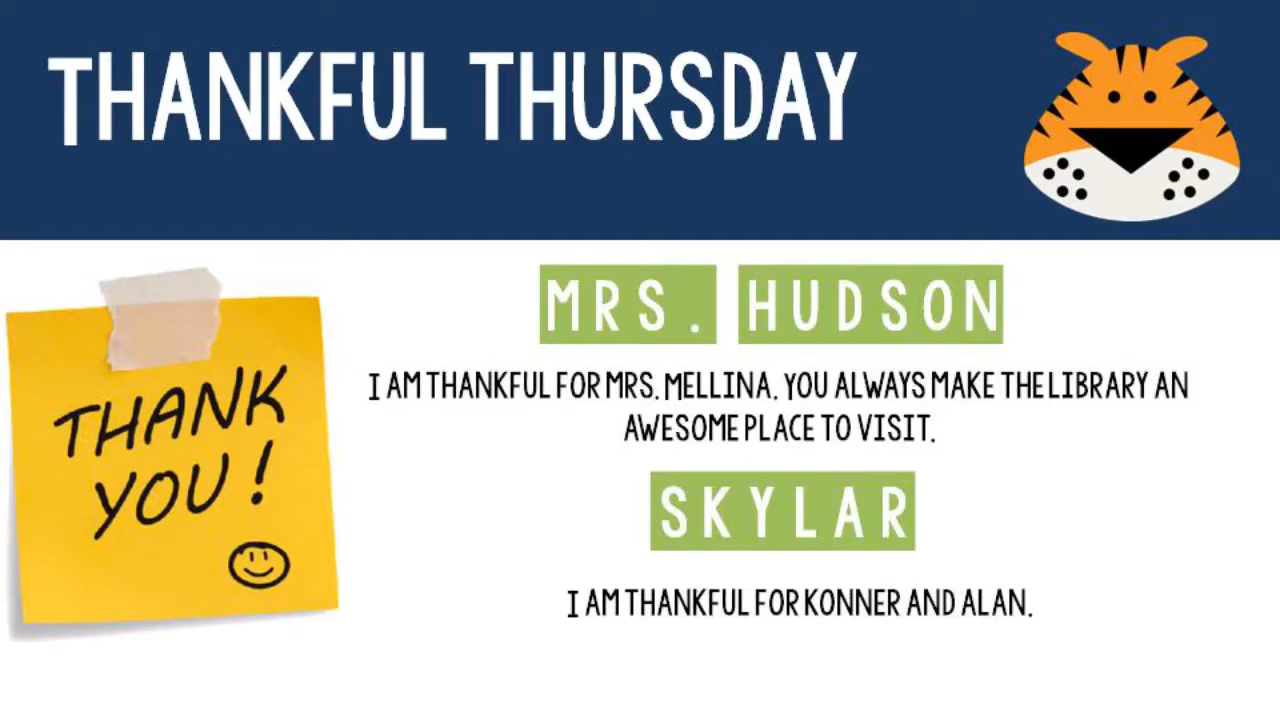 THANKFUL THURSDAY
THANK
YOU!
MRS. HUDSON
I AM THANKFUL FOR MRS. MELLINA. YOU ALWAYS MAKE THE LIBRARY AN
AWESOME PLACE TO VISIT.
SKYLAR
I AM THANKFUL FOR KONNER AND ALAN.